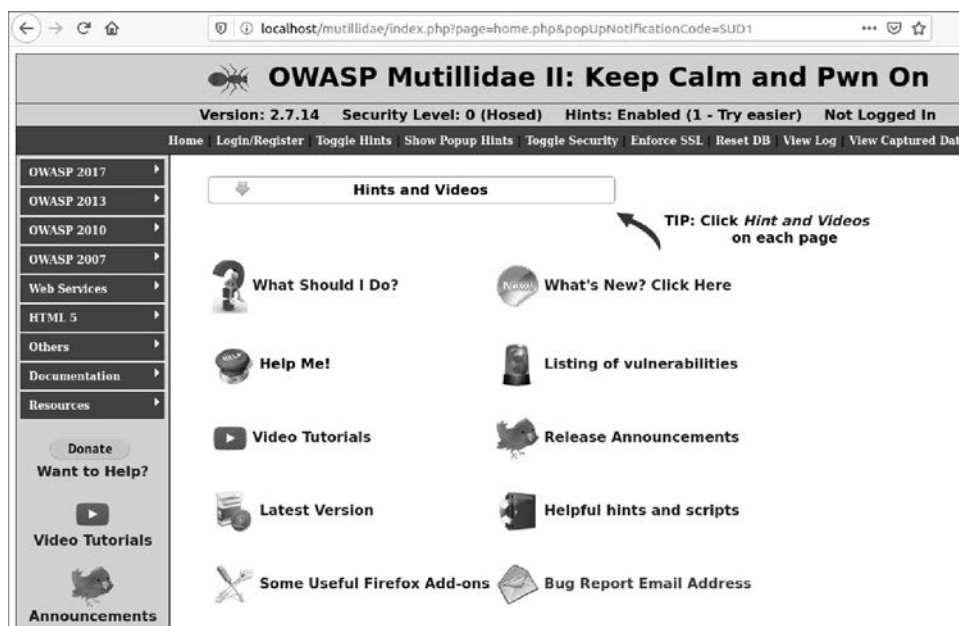 localhost/mutillidae/index.php?page=home.php&popUpNotificationCode=SUD1
OWASP Mutillidae II: Keep Calm and Pwn On
Version: 2.7.14 Security Level: 0 (Hosed) Hints: Enabled (1 - Try easier) Not Logged In
Home | Login/Register | Toggle Hints | Show Popup Hints | Toggle Security | Enforce SSL | Reset DB | View Log | View Captured Dat
OWASP 2017
OWASP 2013
OWASP 2010
OWASP 2007
Web Services
HTML 5
Others
Documentation
Resources
Donate
Want to Help?
Video Tutorials
Announcements
Hints and Videos
TIP: Click Hint and Videos
on each page
What Should I Do?
New! What's New? Click Here
HELP Help Me!
Listing of vulnerabilities
Video Tutorials
Release Announcements
Latest Version
Helpful hints and scripts
Some Useful Firefox Add-ons
Bug Report Email Address